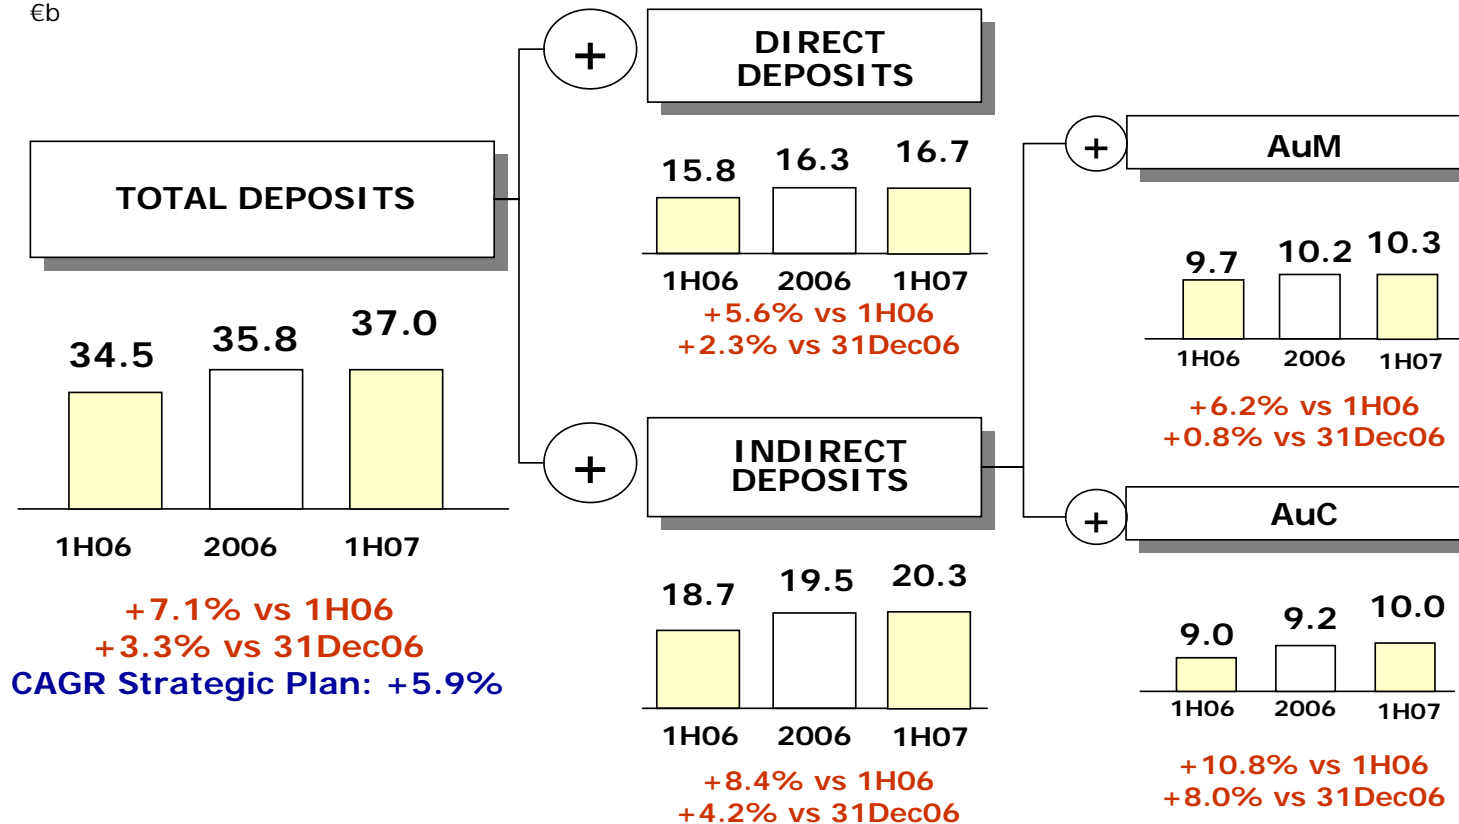 €b
+
DIRECT
DEPOSITS
TOTAL DEPOSITS
15.8 16.3 16.7
1H06 2006 1H07
+5.6% vs 1H06
+2.3% vs 31Dec06
+
AuM
9.7 10.2 10.3
1H06 2006 1H07
+6.2% vs 1H06
+0.8% vs 31Dec06
34.5 35.8 37.0
1H06 2006 1H07
+7.1% vs 1H06
+3.3% vs 31Dec06
CAGR Strategic Plan: +5.9%
+
INDIRECT
DEPOSITS
18.7 19.5 20.3
1H06 2006 1H07
+8.4% vs 1H06
+4.2% vs 31Dec06
+
AuC
9.0 9.2 10.0
1H06 2006 1H07
+10.8% vs 1H06
+8.0% vs 31Dec06